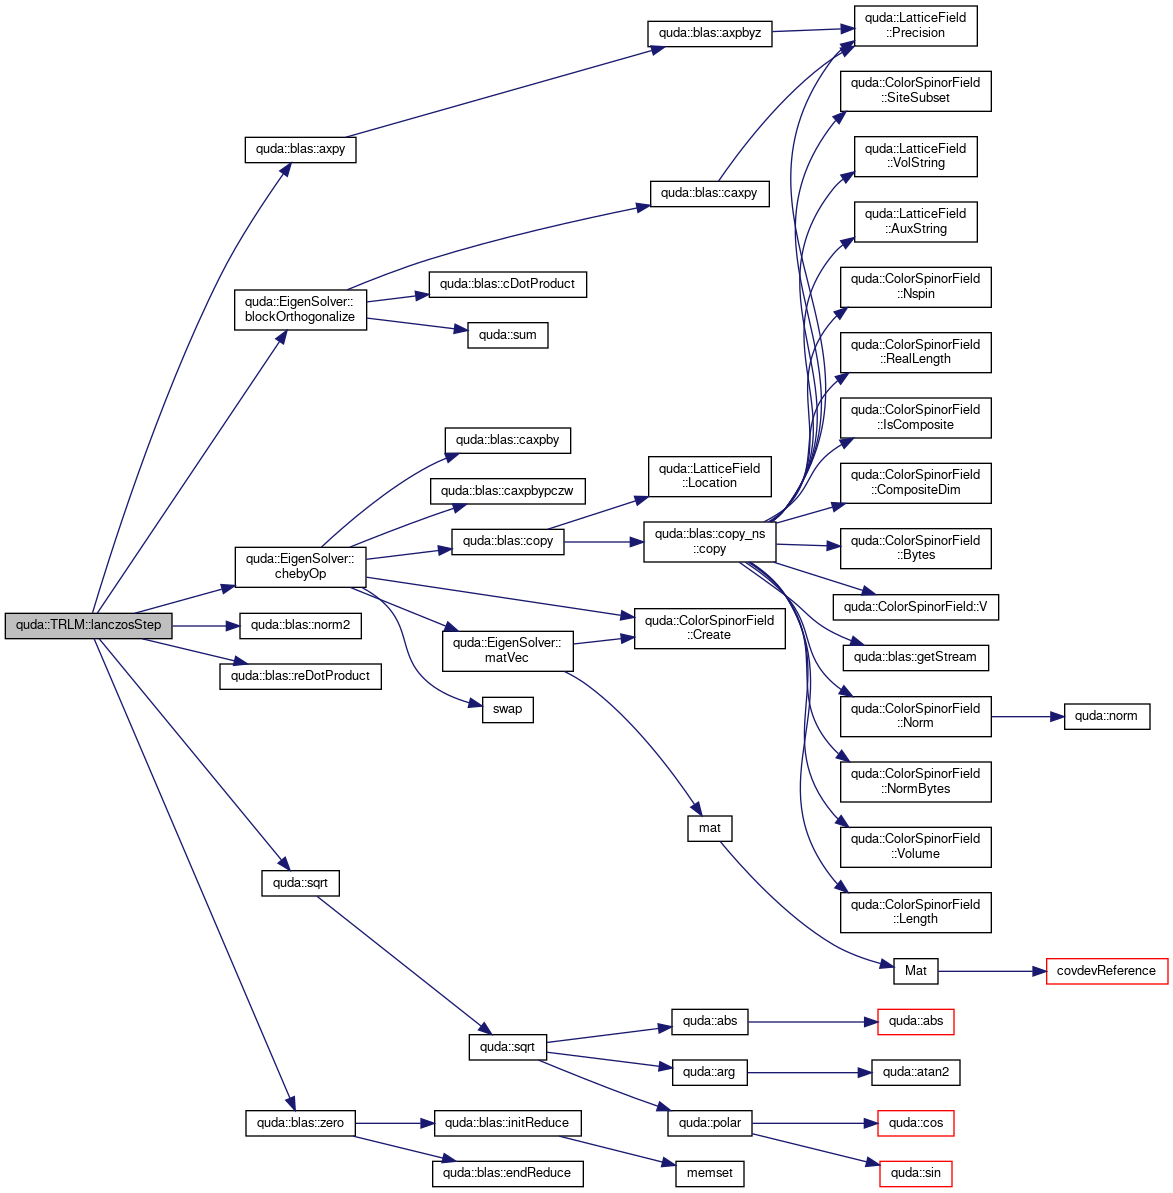 quda::TRLM::lanczosStep
quda::blas::axpy
quda::blas::axpbyz
quda::LatticeField
::Precision
quda::EigenSolver::
blockOrthogonalize
quda::blas::caxpy
quda::blas::cDotProduct
quda::sum
quda::EigenSolver::
chebyOp
quda::blas::caxpby
quda::blas::caxpbypczw
quda::blas::copy
quda::LatticeField
::Location
quda::blas::copy_ns
::copy
quda::ColorSpinorField
::SiteSubset
quda::LatticeField
::VolString
quda::LatticeField
::AuxString
quda::ColorSpinorField
::Nspin
quda::ColorSpinorField
::RealLength
quda::ColorSpinorField
::IsComposite
quda::ColorSpinorField
::CompositeDim
quda::ColorSpinorField
::Bytes
quda::ColorSpinorField::V
quda::blas::getStream
quda::ColorSpinorField
::Norm
quda::norm
quda::ColorSpinorField
::NormBytes
quda::ColorSpinorField
::Volume
quda::ColorSpinorField
::Length
quda::ColorSpinorField
::Create
quda::EigenSolver::
matVec
swap
mat
Mat
covdevReference
quda::blas::norm2
quda::blas::reDotProduct
quda::sqrt
quda::sqrt
quda::abs
quda::abs
quda::arg
quda::atan2
quda::polar
quda::cos
quda::sin
quda::blas::zero
quda::blas::initReduce
memset
quda::blas::endReduce